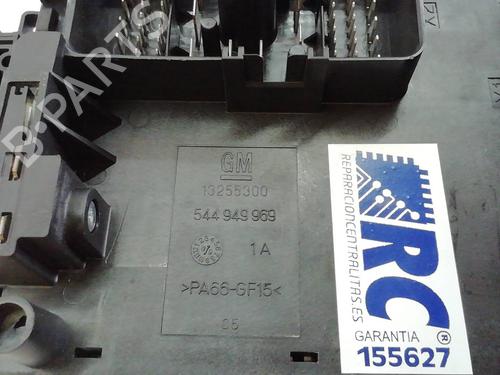 B-PARTS
GM
13255300
544 949 969
1A
>PA66-GF15<
05
REPARACIONCENTRALITAS.ES
RC
®
GARANTIA
155627